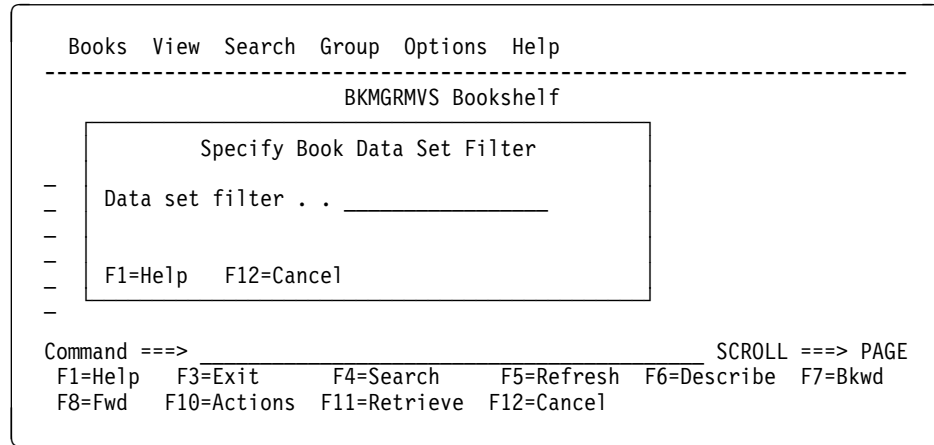 Books  View  Search  Group  Options  Help
------------------------------------------------------------------------
BKMGRMVS Bookshelf
Specify Book Data Set Filter
_
_ Data set filter . . _________________
_
_
_ F1=Help   F12=Cancel
_
Command ===> __________________________________________ SCROLL ===> PAGE
F1=Help   F3=Exit      F4=Search     F5=Refresh  F6=Describe  F7=Bkwd
F8=Fwd   F10=Actions  F11=Retrieve  F12=Cancel